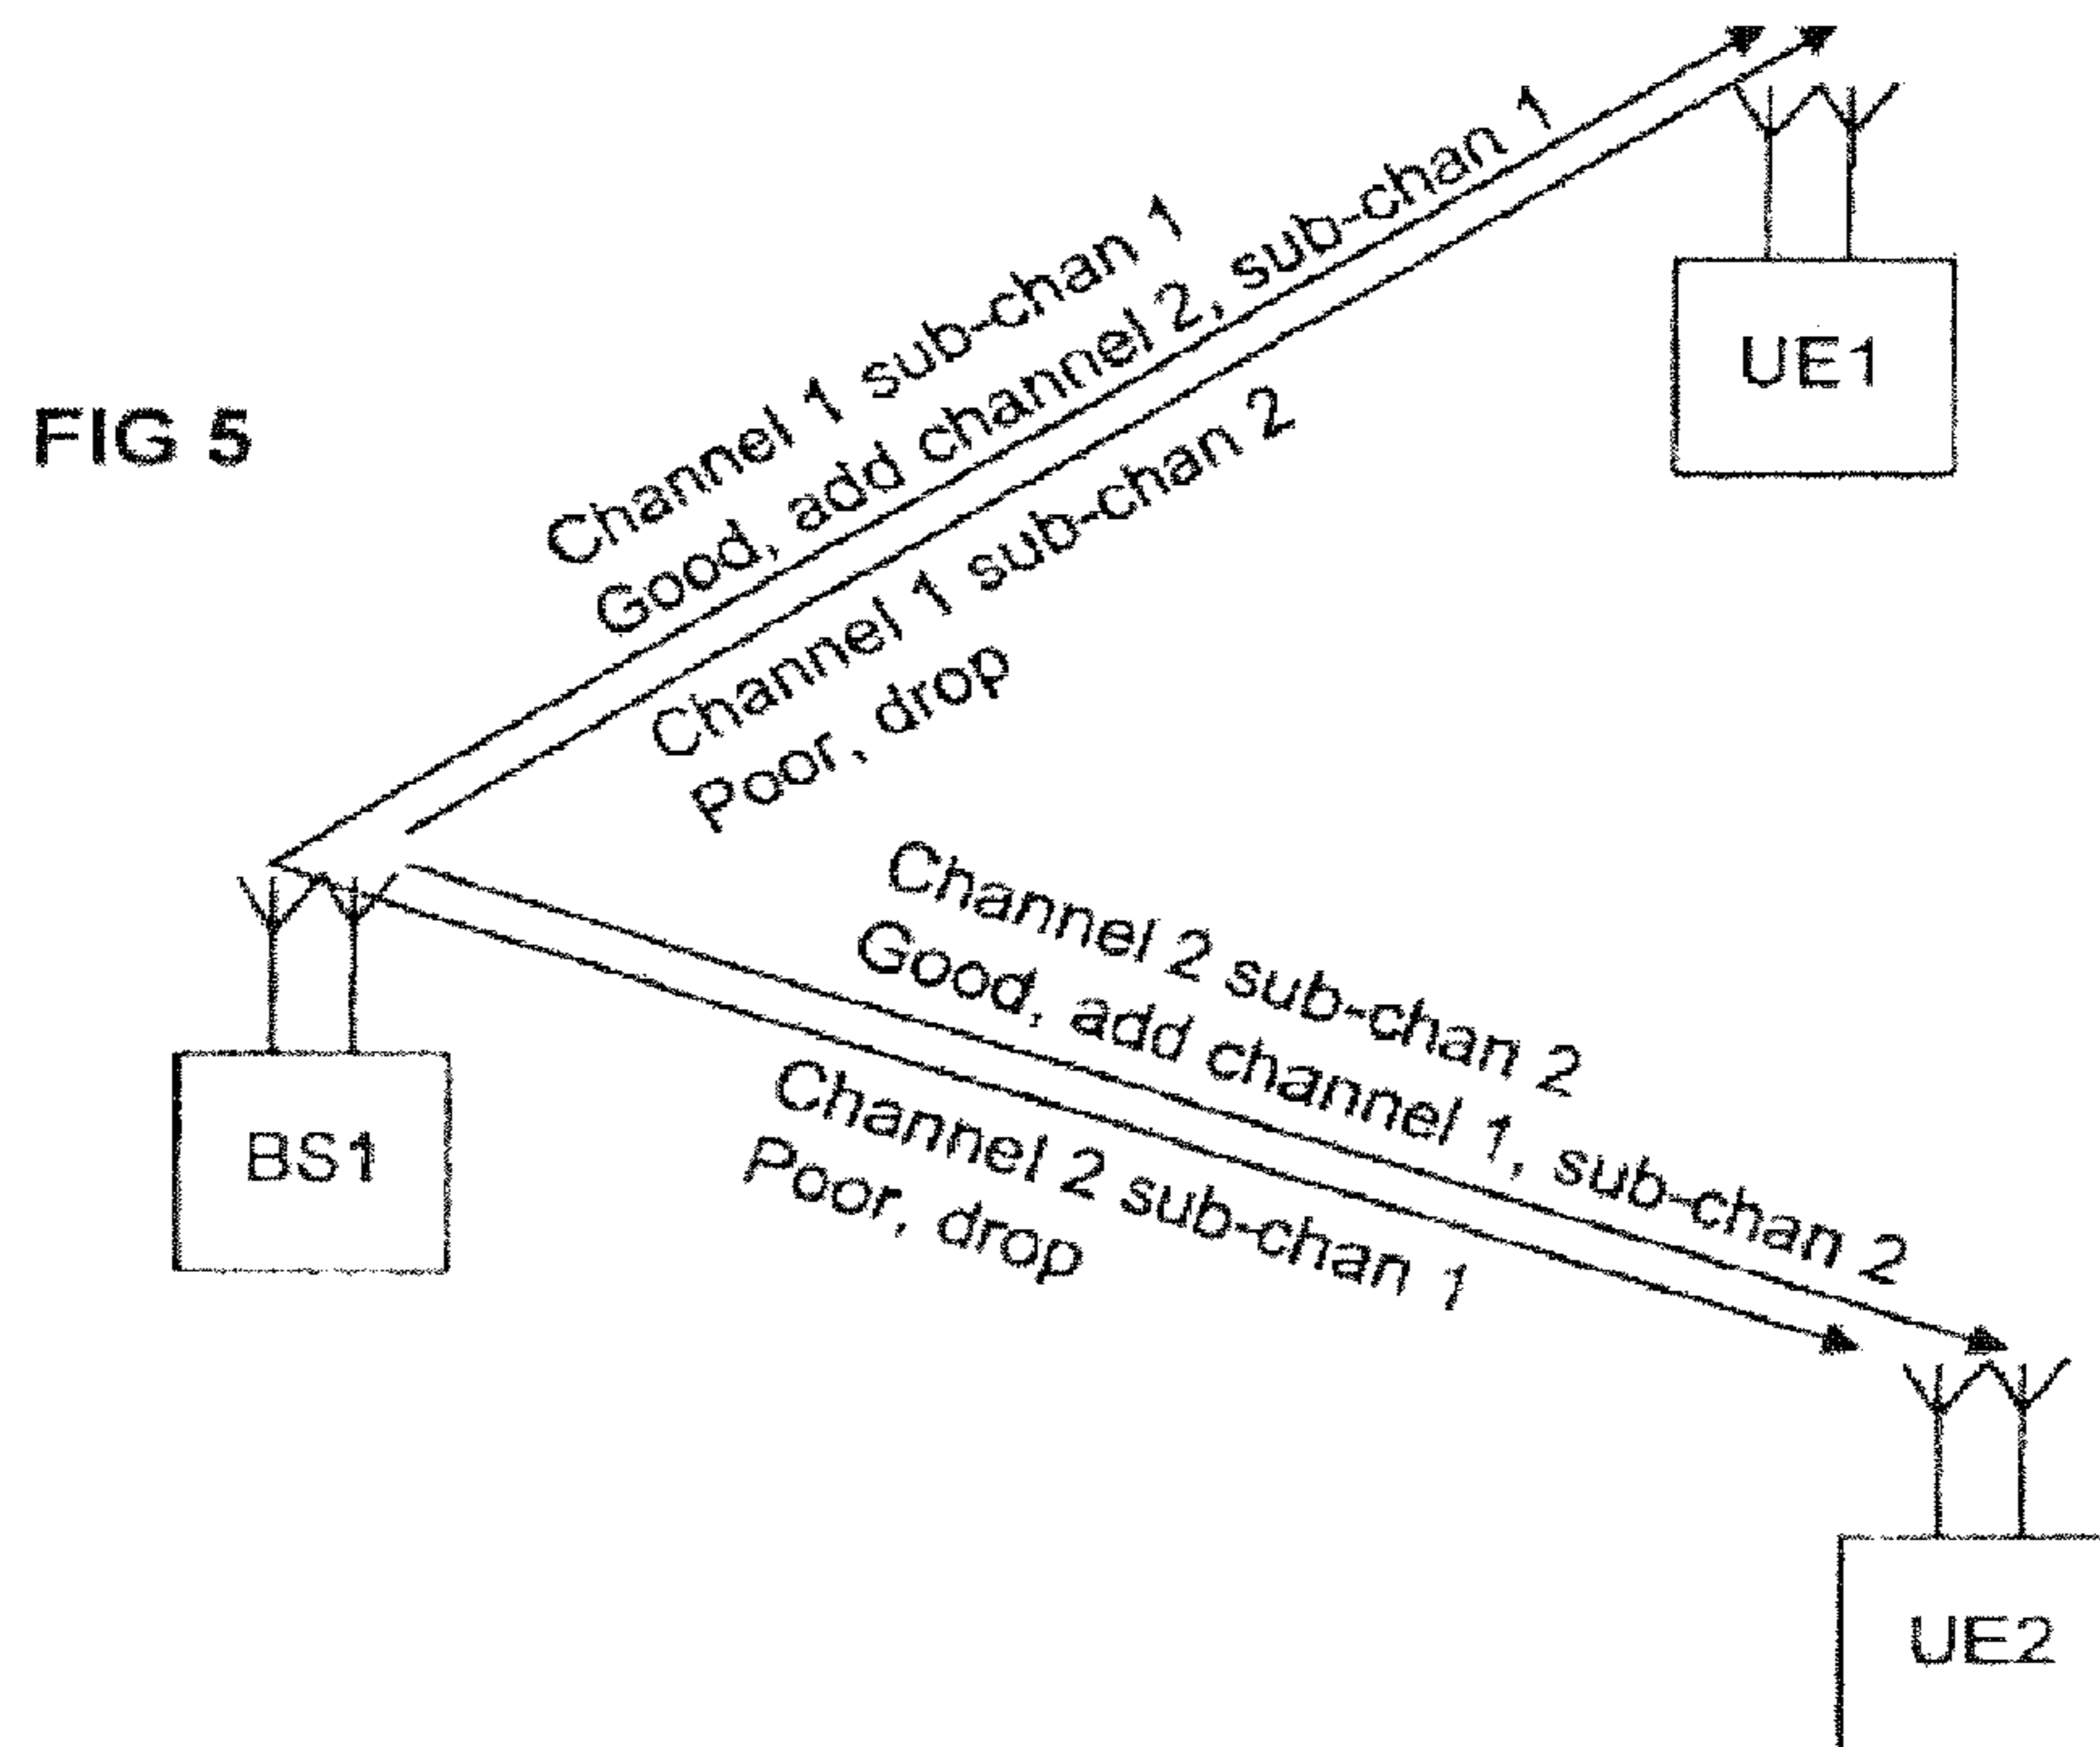 FIG 5
Channel 1 sub-chan 1
Good, add channel 2, sub-chan 1
Channel 1 sub-chan 2
Poor, drop
UE1
Channel 2 sub-chan 2
Good, add channel 1, sub-chan 2
Channel 2 sub-chan 1
Poor, drop
BS1
UE2